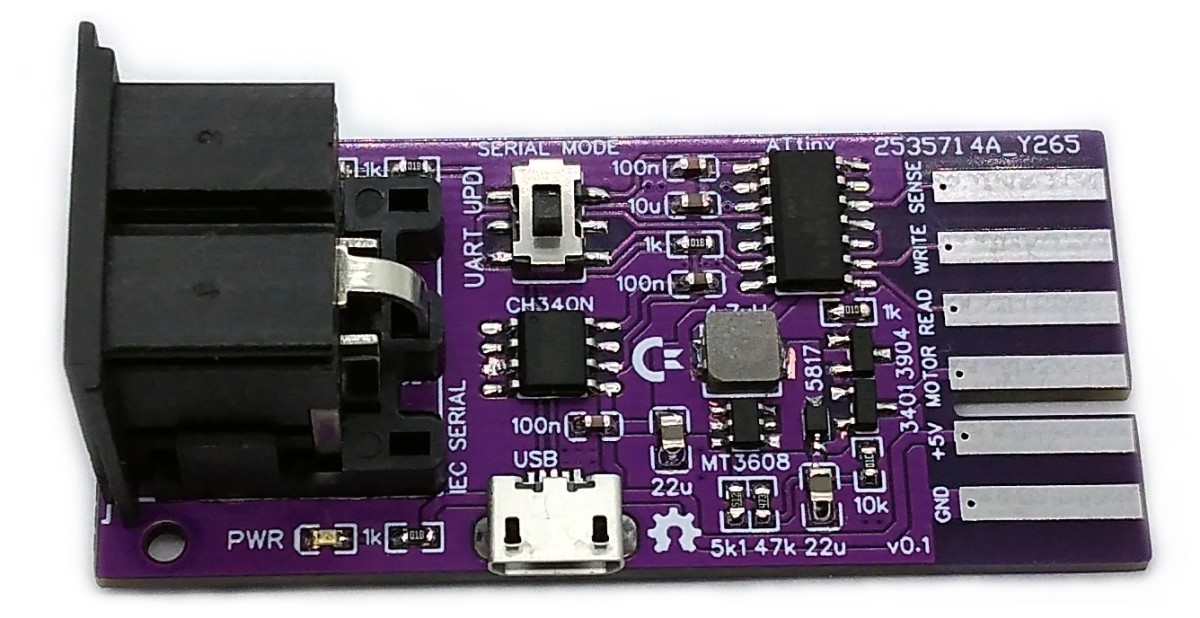 SERIAL MODE
ATtiny
2535714A_Y265
1k
100n
10u
1k
100n
UART UPDI
SENSE
WRITE
READ
MOTOR
+5V
GND
CH340N
4.7uH
1k
5817
3401 3904
IEC SERIAL
100n
USB
22u
MT3608
10k
PWR
1k
5k1 47k 22u
v0.1